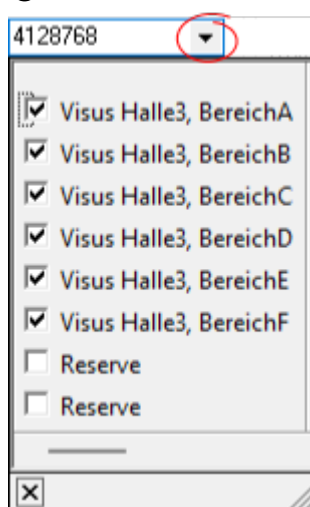 4128768
Visus Halle3, BereichA
Visus Halle3, BereichB
Visus Halle3, BereichC
Visus Halle3, BereichD
Visus Halle3, BereichE
Visus Halle3, BereichF
Reserve
Reserve